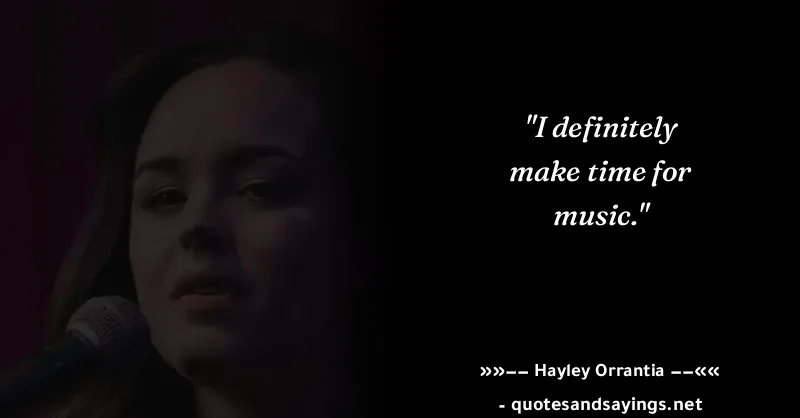 "I definitely
make time for
music."
»»−− Hayley Orrantia −−««
- quotesandsayings.net